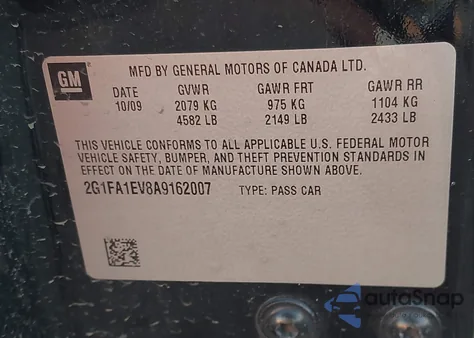 GM
MFD BY GENERAL MOTORS OF CANADA LTD.
DATE GVWR GAWR FRT GAWR RR
10/09 2079 KG 975 KG 1104 KG
4582 LB 2149 LB 2433 LB
THIS VEHICLE CONFORMS TO ALL APPLICABLE U.S. FEDERAL MOTOR
VEHICLE SAFETY, BUMPER, AND THEFT PREVENTION STANDARDS IN
EFFECT ON THE DATE OF MANUFACTURE SHOWN ABOVE.
2G1FA1EV8A9162007 TYPE: PASS CAR
autoSnap